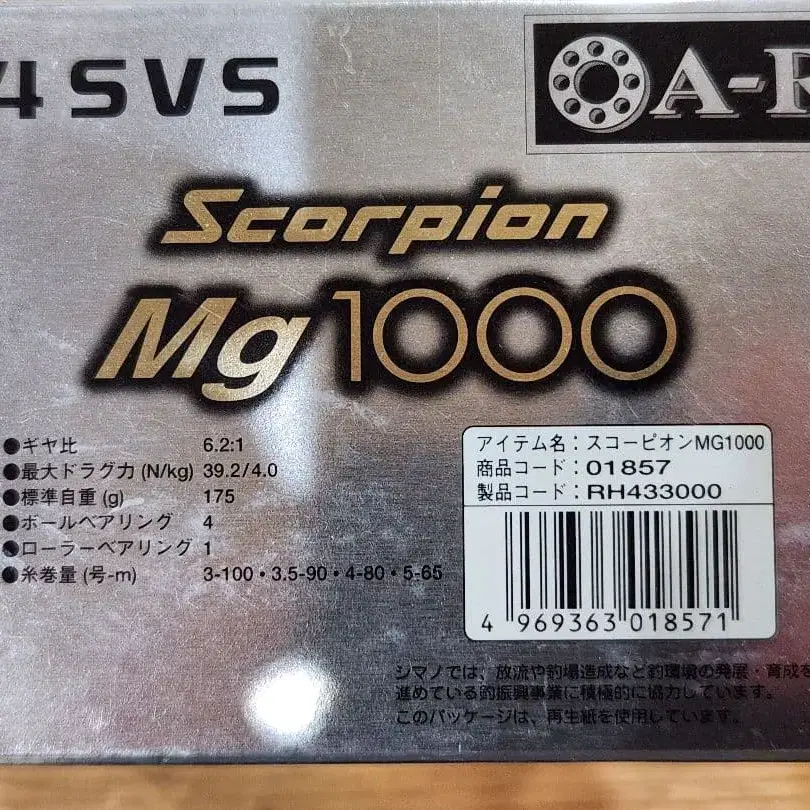 4SVS
A-R
Scorpion
Mg1000
●ギヤ比 6.2:1
●最大ドラグ力 (N/kg) 39.2/4.0
●標準自重 (g) 175
●ボールベアリング 4
●ローラーベアリング 1
●糸巻量 (号-m) 3-100・3.5-90・4-80・5-65
アイテム名：スコーピオンMG1000
商品コード：01857
製品コード：RH433000
4 969363 018571
シマノでは、放流や釣場造成など釣環境の発展・育成を
進めている釣振興事業に積極的に協力しています。
このパッケージは、再生紙を使用しています。